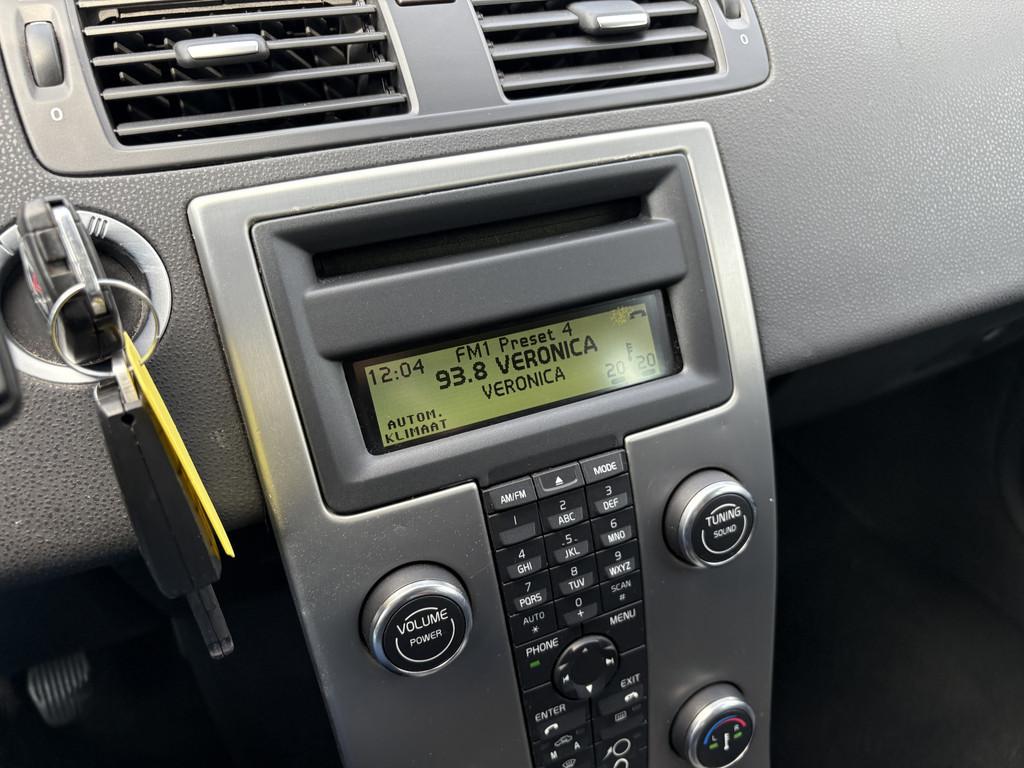 0
0
FM1 Preset 4
12:04
93.8 VERONICA
VERONICA
20 20
AUTOM.
KLIMAAT
AM/FM
MODE
1
2
ABC
3
DEF
4
GHI
.5.
JKL
6
MNO
7
PQRS
8
TUV
9
WXYZ
AUTO
*
0
+
SCAN
#
PHONE
MENU
ENTER
EXIT
M A
VOLUME
POWER
TUNING
SOUND
L R